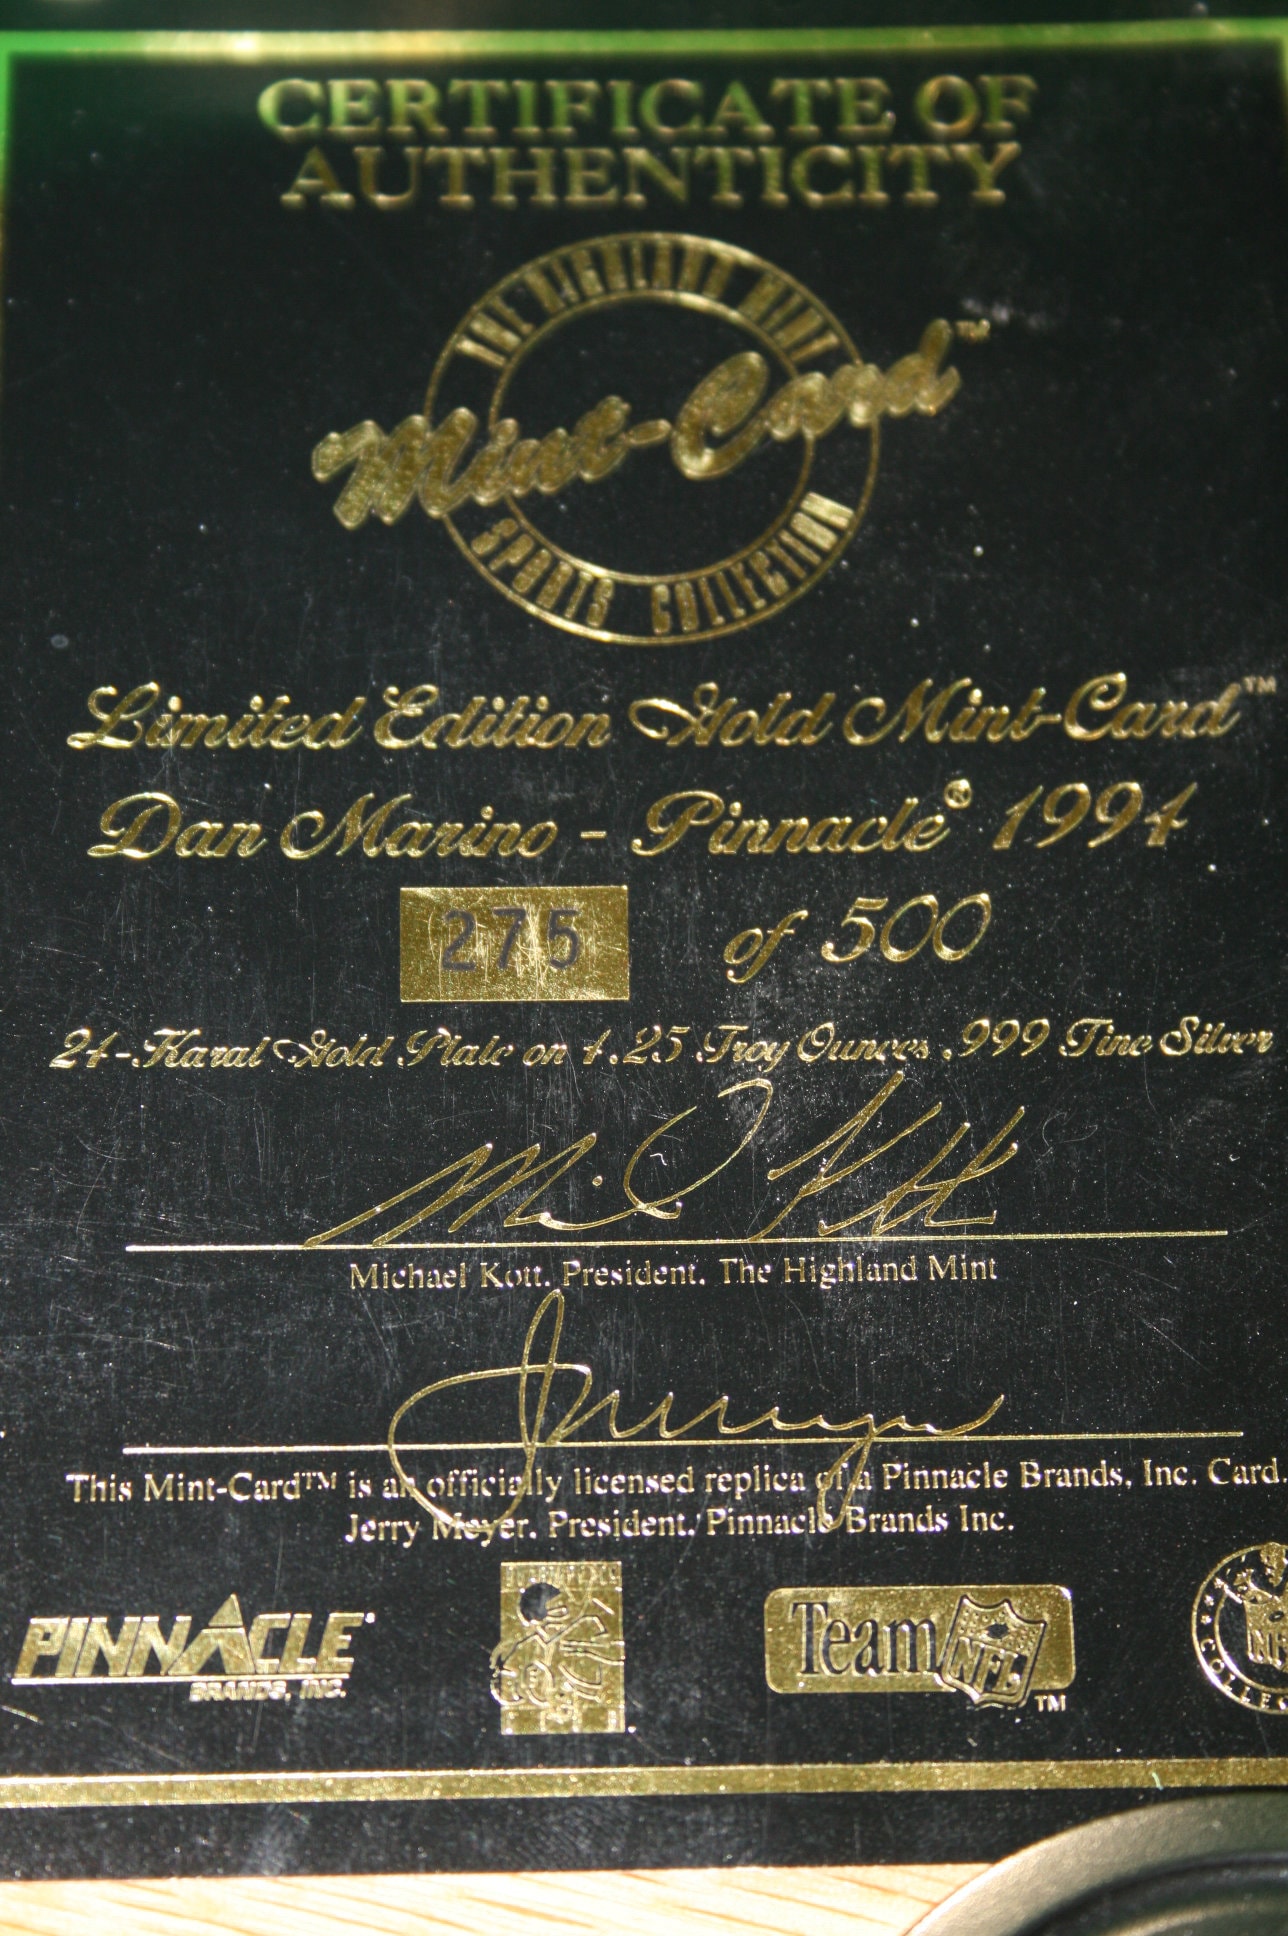 CERTIFICATE OF
AUTHENTICITY
THE HIGHLAND MINT
Mint-Card™
SPORTS COLLECTION
Limited Edition Gold Mint-Card™
Dan Marino - Pinnacle® 1994
275 of 500
24-Karat Gold Plate on 4.25 Troy Ounces .999 Fine Silver
Michael Kott, President, The Highland Mint
This Mint-Card™ is an officially licensed replica of a Pinnacle Brands, Inc. Card
Jerry Meyer, President, Pinnacle Brands Inc.
PINNACLE®
BRANDS, INC.
Team NFL™